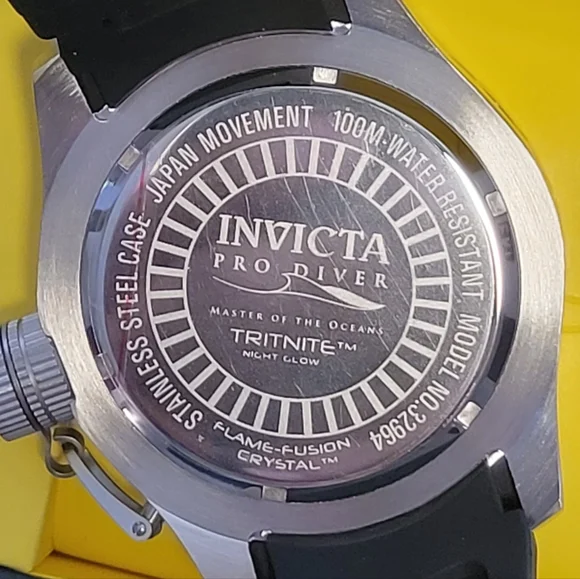 STAINLESS STEEL CASE JAPAN MOVEMENT 100M-WATER RESISTANT MODEL NO.32964
INVICTA
PRO DIVER
MASTER OF THE OCEANS
TRITNITE™
NIGHT GLOW
FLAME-FUSION
CRYSTAL™